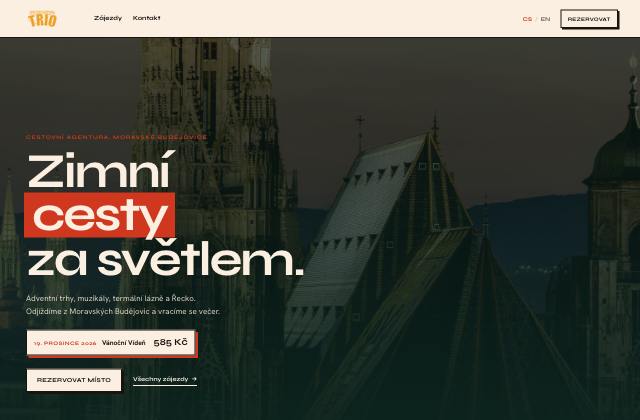 TRIO
Zájezdy Kontakt
CS / EN
REZERVOVAT
CESTOVNÍ AGENTURA, MORAVSKÉ BUDĚJOVICE
Zimní
cesty
za světlem.
Adventní trhy, muzikály, termální lázně a Řecko.
Odjíždíme z Moravských Budějovic a vracíme se večer.
19. PROSINCE 2026 Vánoční Vídeň 585 KČ
REZERVOVAT MÍSTO
Všechny zájezdy →